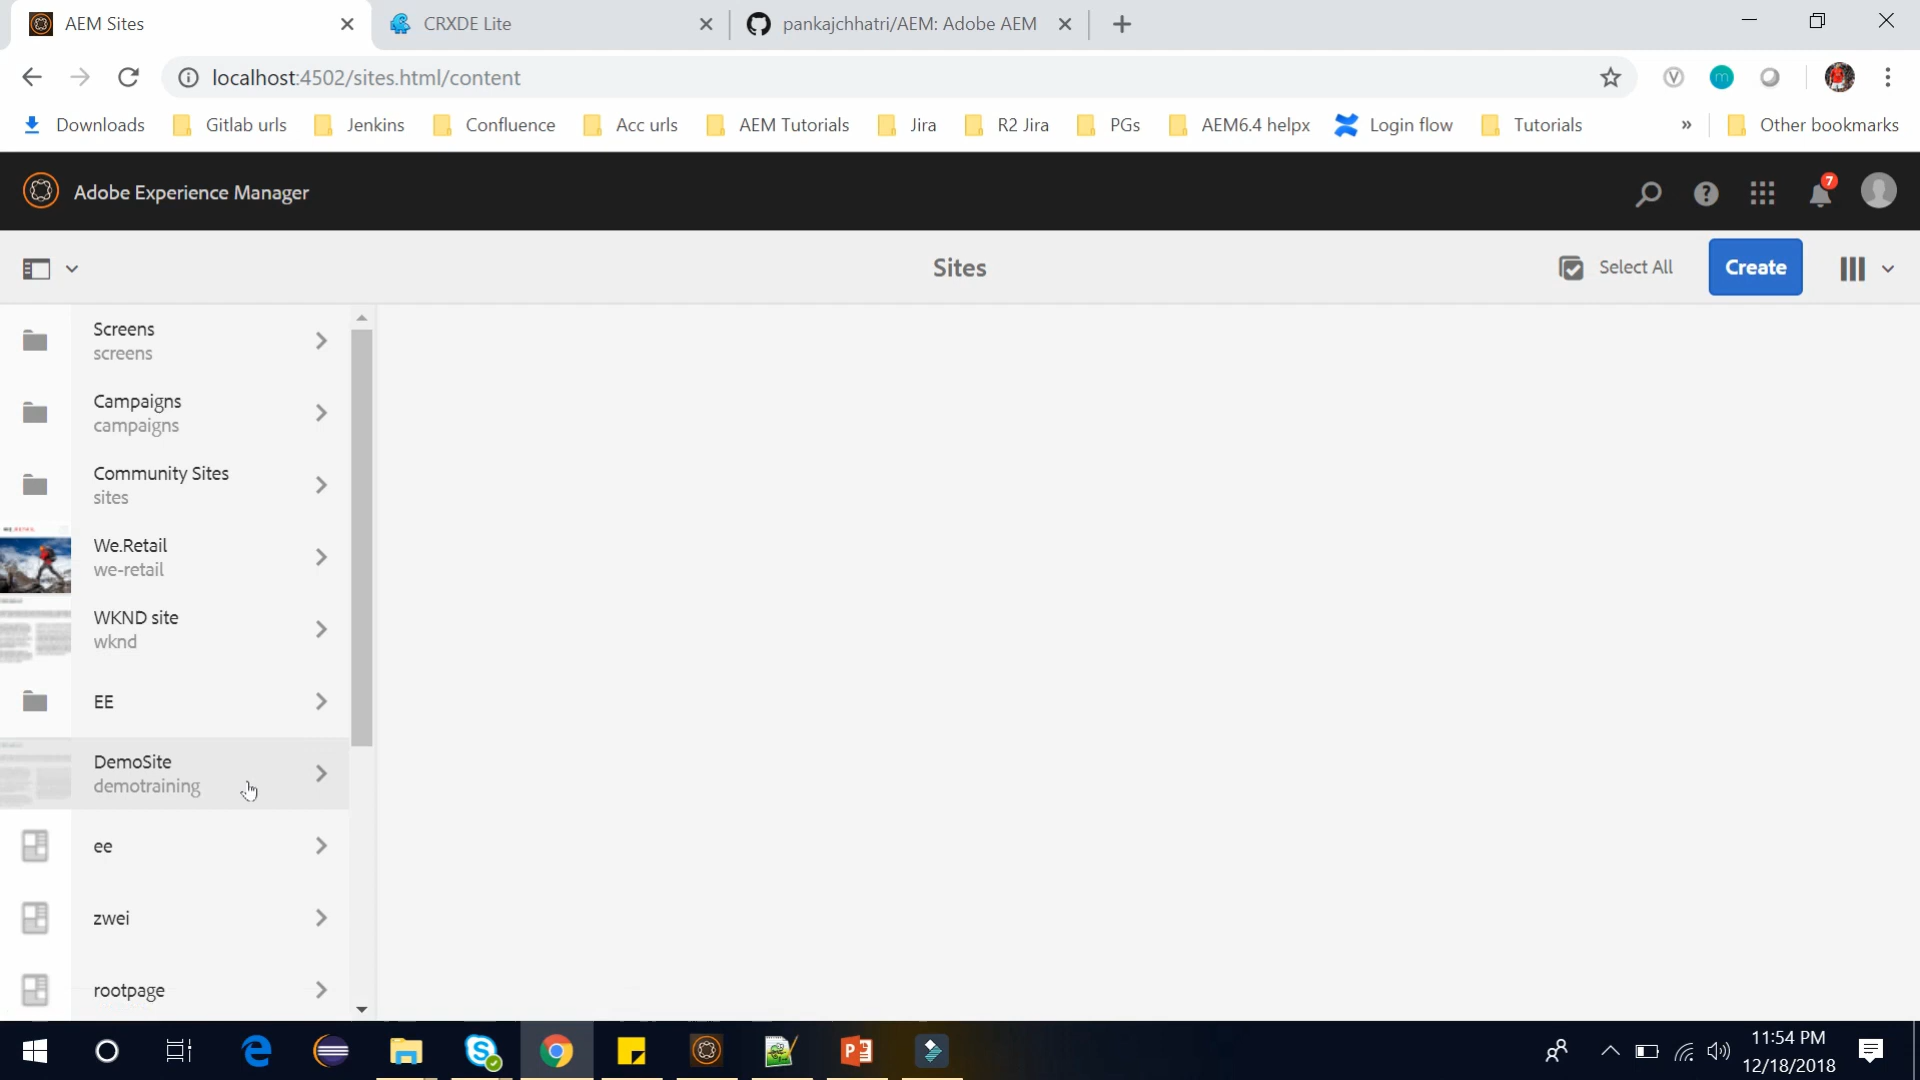 AEM Sites
CRXDE Lite
pankajchhatri/AEM: Adobe AEM
localhost:4502/sites.html/content
V
m
Downloads
Gitlab urls
Jenkins
Confluence
Acc urls
AEM Tutorials
Jira
R2 Jira
PGs
AEM6.4 helpx
Login flow
Tutorials
»
Other bookmarks
Adobe Experience Manager
7
Sites
Select All
Create
Screens
screens
Campaigns
campaigns
Community Sites
sites
We.Retail
we-retail
WKND site
wknd
EE
DemoSite
demotraining
ee
zwei
rootpage
11:54 PM
12/18/2018